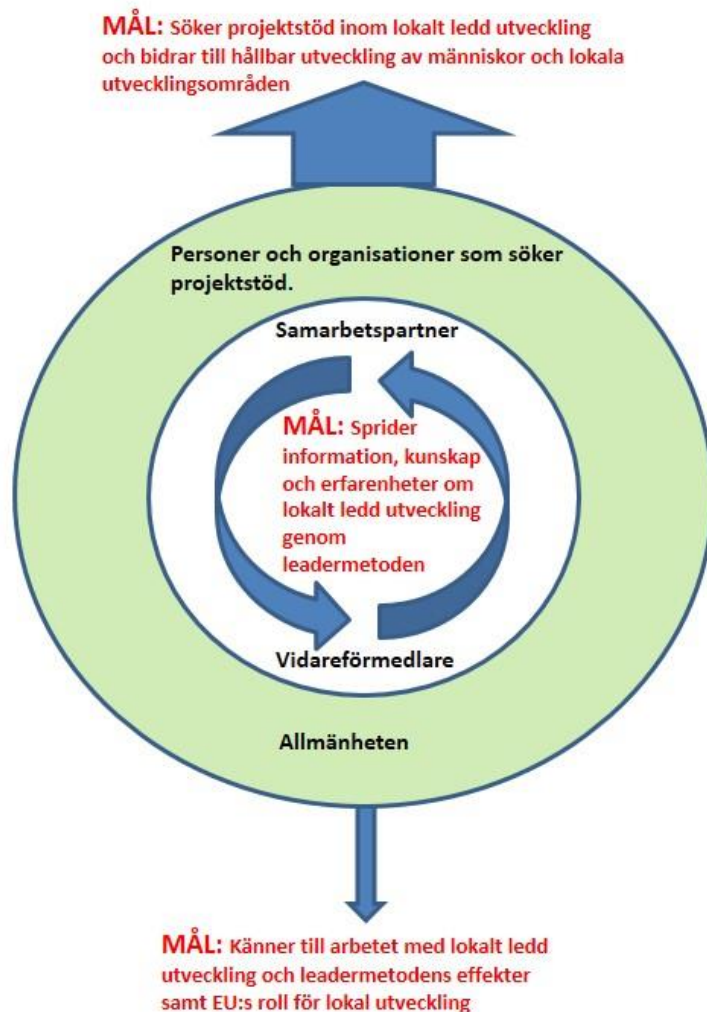 MÅL: Söker projektstöd inom lokalt ledd utveckling
och bidrar till hållbar utveckling av människor och lokala
utvecklingsområden
Personer och organisationer som söker
projektstöd.
Samarbetspartner
MÅL: Sprider
information, kunskap
och erfarenheter om
lokalt ledd utveckling
genom
leadermetoden
Vidareförmedlare
Allmänheten
MÅL: Känner till arbetet med lokalt ledd
utveckling och leadermetodens effekter
samt EU:s roll för lokal utveckling